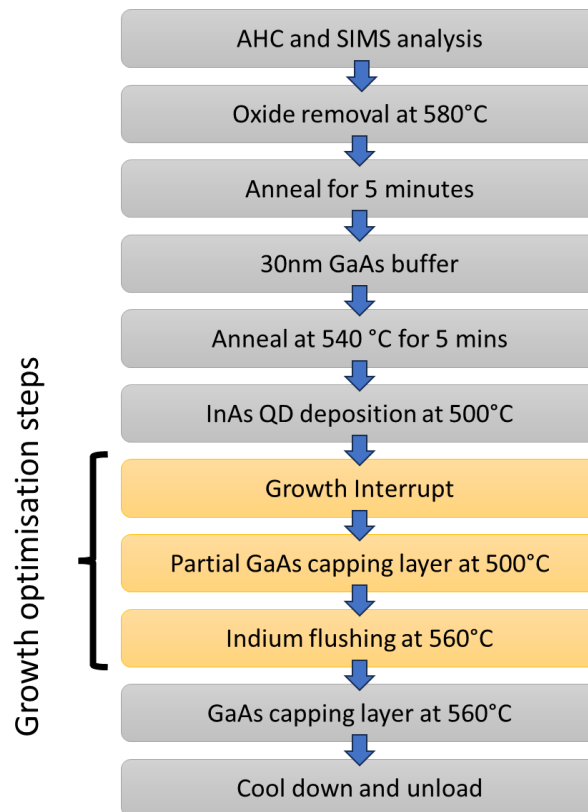 AHC and SIMS analysis
Oxide removal at 580°C
Anneal for 5 minutes
30nm GaAs buffer
Anneal at 540 °C for 5 mins
InAs QD deposition at 500°C
Growth optimisation steps
Growth Interrupt
Partial GaAs capping layer at 500°C
Indium flushing at 560°C
GaAs capping layer at 560°C
Cool down and unload